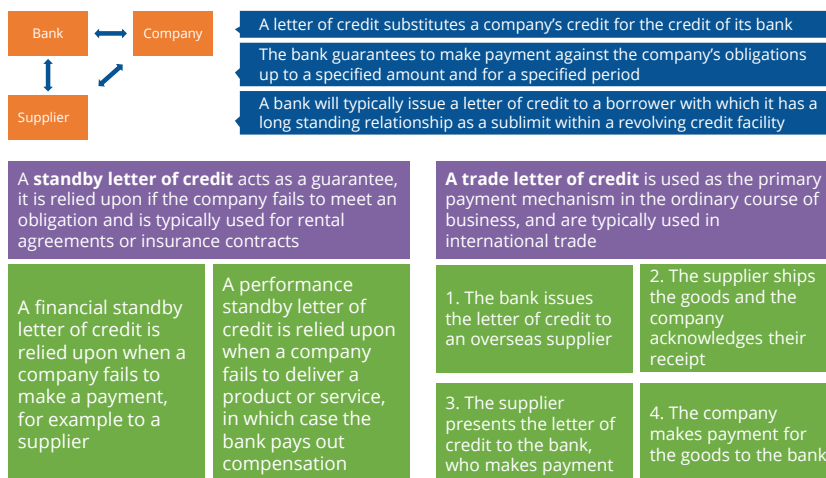 Bank
Company
Supplier
A letter of credit substitutes a company’s credit for the credit of its bank
The bank guarantees to make payment against the company’s obligations
up to a specified amount and for a specified period
A bank will typically issue a letter of credit to a borrower with which it has a
long standing relationship as a sublimit within a revolving credit facility
A standby letter of credit acts as a guarantee,
it is relied upon if the company fails to meet an
obligation and is typically used for rental
agreements or insurance contracts
A financial standby
letter of credit is
relied upon when a
company fails to
make a payment,
for example to a
supplier
A performance
standby letter of
credit is relied upon
when a company
fails to deliver a
product or service,
in which case the
bank pays out
compensation
A trade letter of credit is used as the primary
payment mechanism in the ordinary course of
business, and are typically used in
international trade
1. The bank issues
the letter of credit to
an overseas supplier
2. The supplier ships
the goods and the
company
acknowledges their
receipt
3. The supplier
presents the letter of
credit to the bank,
who makes payment
4. The company
makes payment for
the goods to the bank